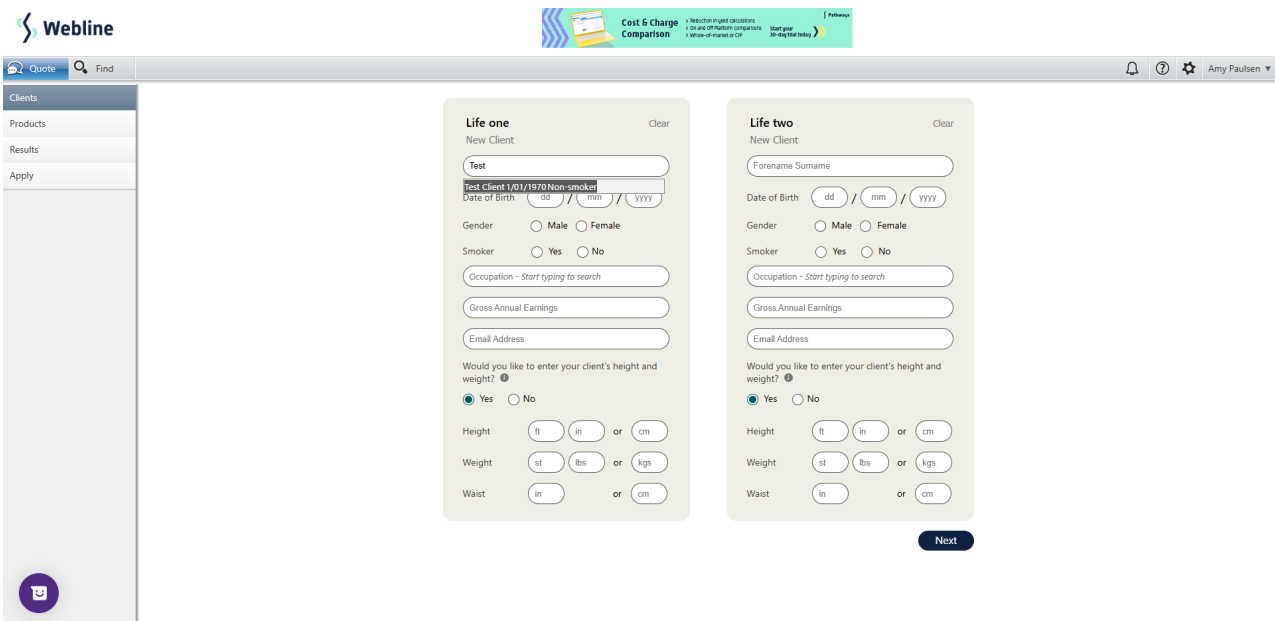 Webline
Cost & Charge Comparison
> Reduction in yield calculations
> On and Off Platform comparisons
> Whole-of-market or CIP
Start your 30-day trial today
Pathways
Quote
Find
Amy Paulsen
Clients
Products
Results
Apply
Life one
Clear
New Client
Test
Test Client 1/01/1970 Non-smoker
Date of Birth dd / mm / yyyy
Gender Male Female
Smoker Yes No
Occupation - Start typing to search
Gross Annual Earnings
Email Address
Would you like to enter your client's height and
weight?
Yes No
Height ft in or cm
Weight st lbs or kgs
Waist in or cm
Life two
Clear
New Client
Forename Surname
Date of Birth dd / mm / yyyy
Gender Male Female
Smoker Yes No
Occupation - Start typing to search
Gross Annual Earnings
Email Address
Would you like to enter your client's height and
weight?
Yes No
Height ft in or cm
Weight st lbs or kgs
Waist in or cm
Next